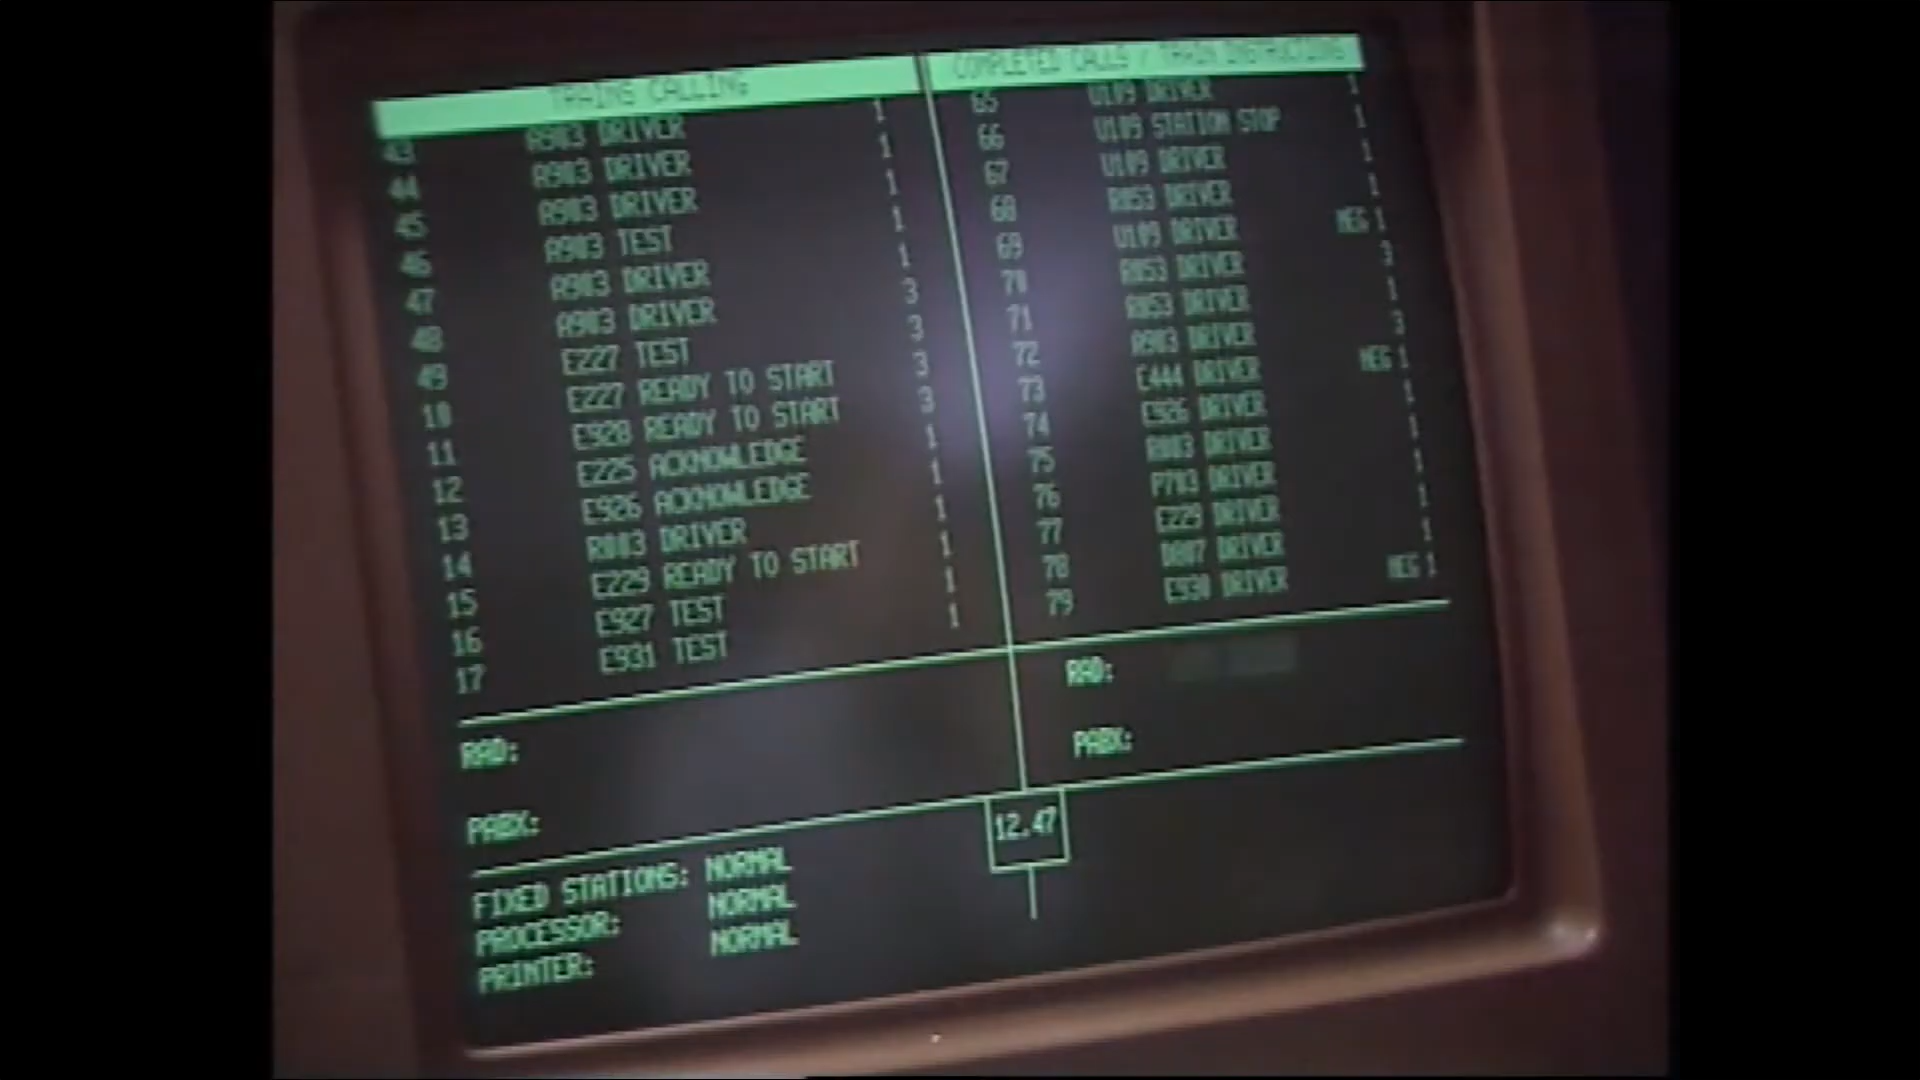 TRAINS CALLING
43 A903 DRIVER 1
44 A903 DRIVER 1
45 A903 DRIVER 1
46 A903 TEST 1
47 A903 DRIVER 1
48 A903 DRIVER 3
49 E227 TEST 3
10 E227 READY TO START 3
11 E928 READY TO START 3
12 E225 ACKNOWLEDGE 1
13 E926 ACKNOWLEDGE 1
14 R003 DRIVER 1
15 E229 READY TO START 1
16 E927 TEST 1
17 E931 TEST 1
RAD:
PABX:
COMPLETED CALLS / TRAIN INSTRUCTIONS
65 U109 DRIVER 1
66 U109 STATION STOP 1
67 U109 DRIVER 1
68 R053 DRIVER 1
69 U109 DRIVER NEG 1
70 R053 DRIVER 3
71 R053 DRIVER 1
72 A903 DRIVER 3
73 E444 DRIVER NEG 1
74 E926 DRIVER 1
75 R003 DRIVER 1
76 P703 DRIVER 1
77 E229 DRIVER 1
78 D807 DRIVER 1
79 E930 DRIVER NEG 1
RAD:
PABX:
12.47
FIXED STATIONS: NORMAL
PROCESSOR: NORMAL
PRINTER: NORMAL